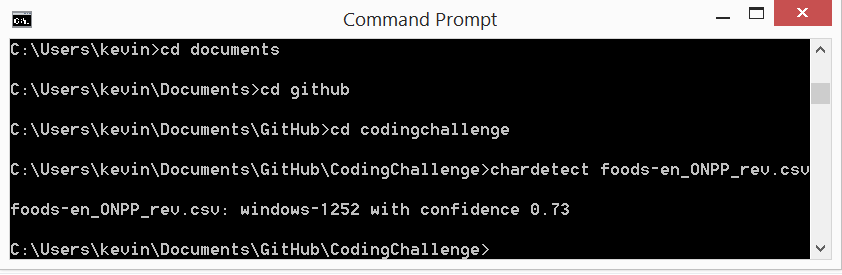 Command Prompt
C:\Users\kevin>cd documents
C:\Users\kevin\Documents>cd github
C:\Users\kevin\Documents\GitHub>cd codingchallenge
C:\Users\kevin\Documents\GitHub\CodingChallenge>chardetect foods-en_ONPP_rev.csv
foods-en_ONPP_rev.csv: windows-1252 with confidence 0.73
C:\Users\kevin\Documents\GitHub\CodingChallenge>